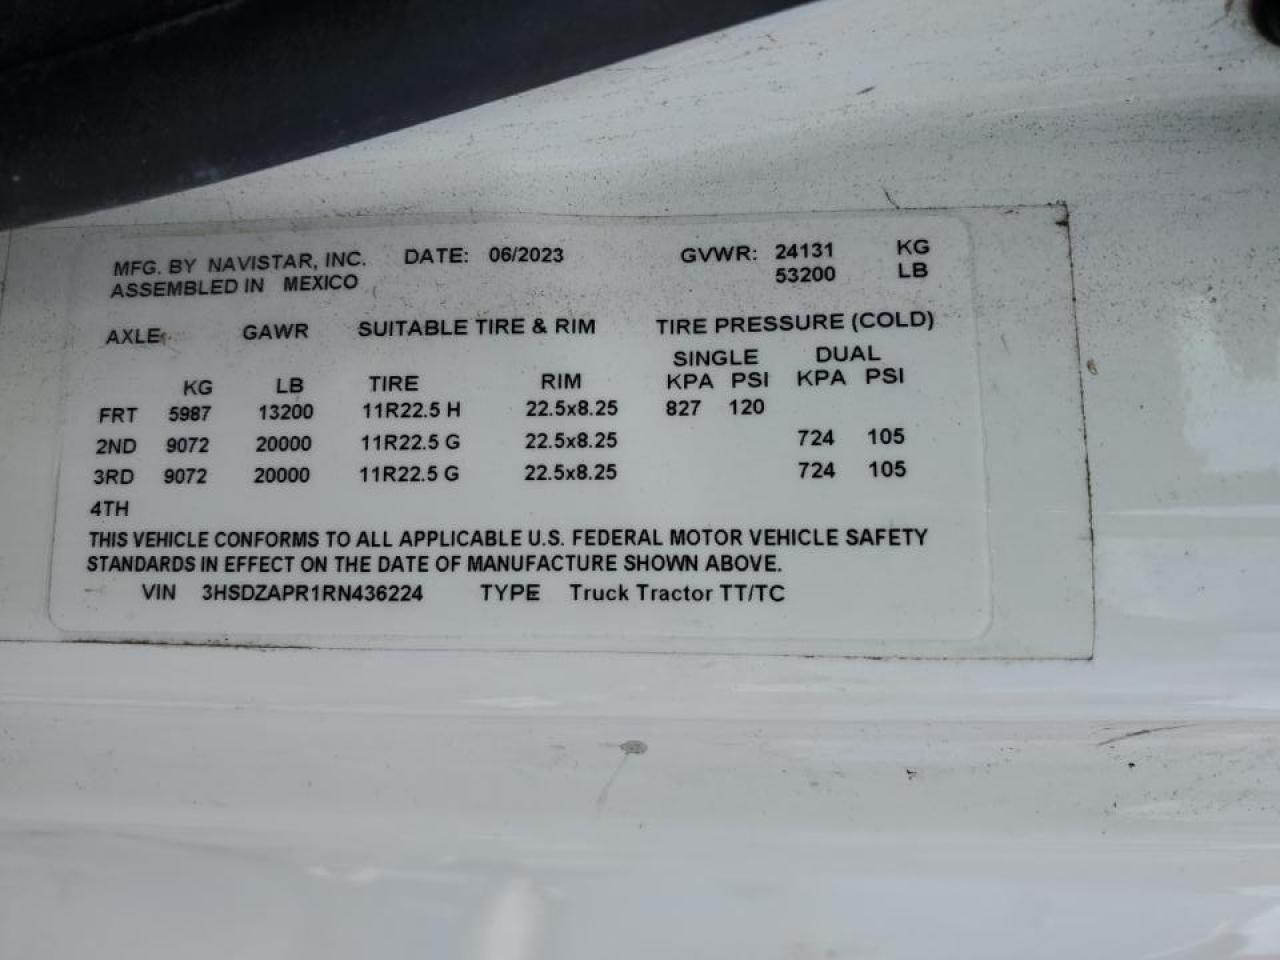 MFG. BY NAVISTAR, INC. DATE: 06/2023 GVWR: 24131 KG
ASSEMBLED IN MEXICO 53200 LB
AXLE GAWR SUITABLE TIRE & RIM TIRE PRESSURE (COLD)
SINGLE DUAL
KG LB TIRE RIM KPA PSI KPA PSI
FRT 5987 13200 11R22.5 H 22.5x8.25 827 120
2ND 9072 20000 11R22.5 G 22.5x8.25 724 105
3RD 9072 20000 11R22.5 G 22.5x8.25 724 105
4TH
THIS VEHICLE CONFORMS TO ALL APPLICABLE U.S. FEDERAL MOTOR VEHICLE SAFETY
STANDARDS IN EFFECT ON THE DATE OF MANUFACTURE SHOWN ABOVE.
VIN 3HSDZAPR1RN436224 TYPE Truck Tractor TT/TC